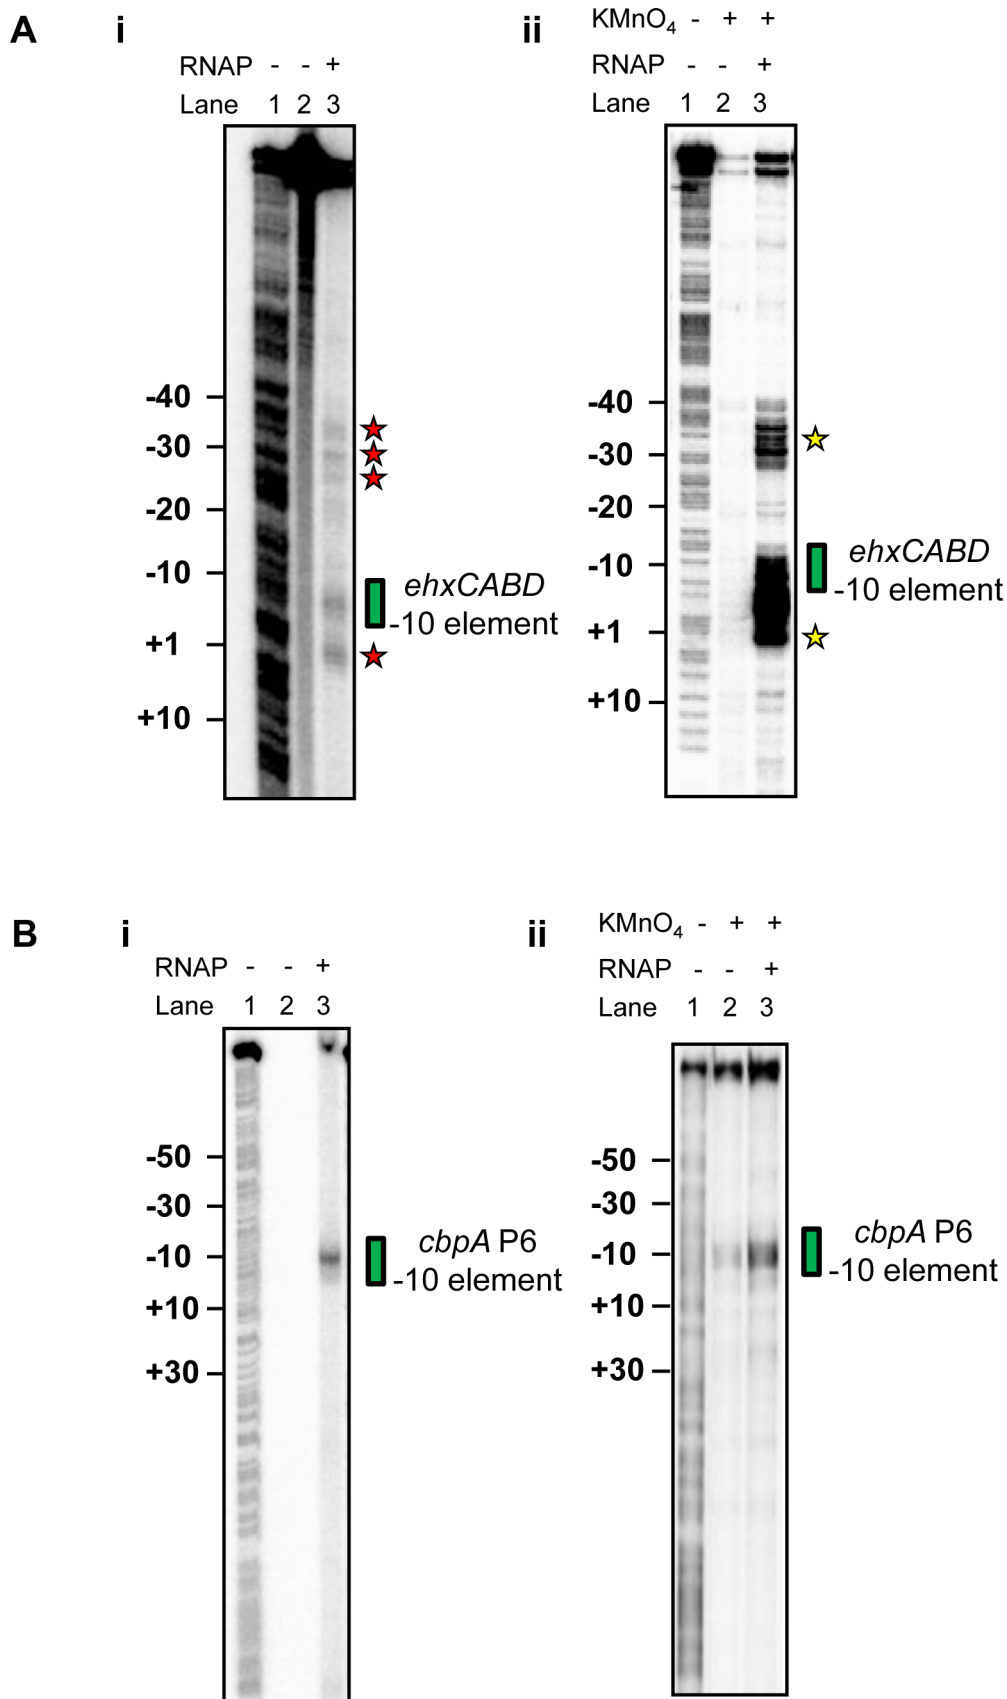 A
i
RNAP - - +
Lane 1 2 3
-40
-30
-20
-10
+1
+10
ehxCABD
-10 element
ii
KMnO4 - + +
RNAP - - +
Lane 1 2 3
-40
-30
-20
-10
+1
+10
ehxCABD
-10 element
B
i
RNAP - - +
Lane 1 2 3
-50
-30
-10
+10
+30
cbpA P6
-10 element
ii
KMnO4 - + +
RNAP - - +
Lane 1 2 3
-50
-30
-10
+10
+30
cbpA P6
-10 element